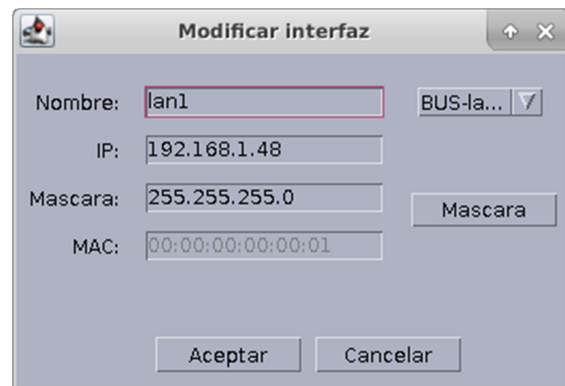 Modificar interfaz
Nombre: lan1 BUS-la...
IP: 192.168.1.48
Mascara: 255.255.255.0 Mascara
MAC: 00:00:00:00:00:01
Aceptar Cancelar